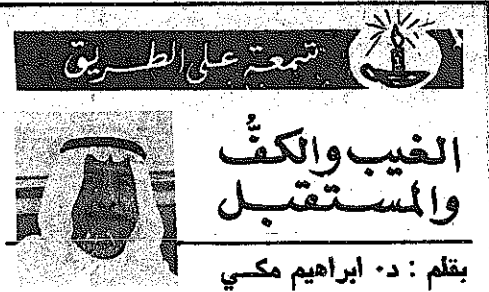 شمعة على الطريق
الغيب والكفُّ
والمستقبل
بقلم : د. ابراهيم مكي